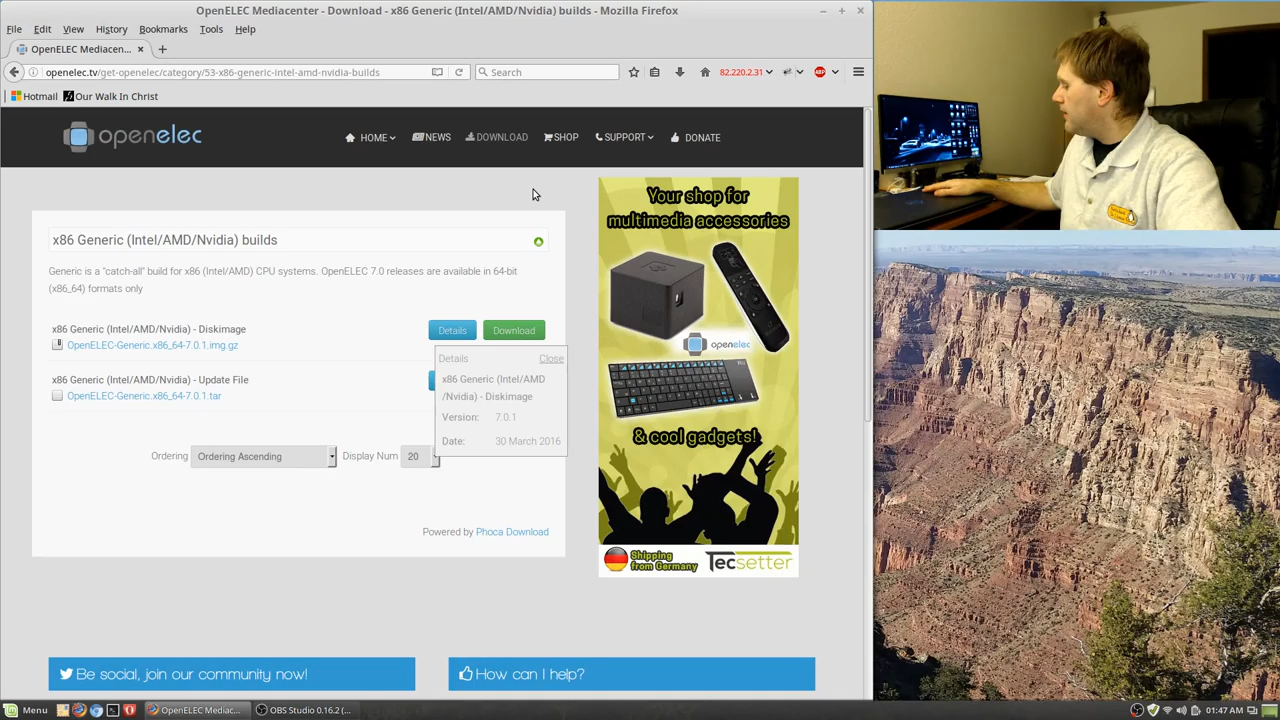 OpenELEC Mediacenter - Download - x86 Generic (Intel/AMD/Nvidia) builds - Mozilla Firefox
File Edit View History Bookmarks Tools Help
OpenELEC Mediacen...
openelec.tv/get-openelec/category/53-x86-generic-intel-amd-nvidia-builds
Search
82.220.2.31
ABP
Hotmail Our Walk In Christ
openelec
HOME NEWS DOWNLOAD SHOP SUPPORT DONATE
x86 Generic (Intel/AMD/Nvidia) builds
Generic is a "catch-all" build for x86 (Intel/AMD) CPU systems. OpenELEC 7.0 releases are available in 64-bit
(x86_64) formats only
x86 Generic (Intel/AMD/Nvidia) - Diskimage
Details Download
OpenELEC-Generic.x86_64-7.0.1.img.gz
x86 Generic (Intel/AMD/Nvidia) - Update File
OpenELEC-Generic.x86_64-7.0.1.tar
Details Close
x86 Generic (Intel/AMD
/Nvidia) - Diskimage
Version: 7.0.1
Date: 30 March 2016
Ordering Ordering Ascending Display Num 20
Powered by Phoca Download
Your shop for
multimedia accessories
openelec
& cool gadgets!
Shipping
from Germany
Tecsetter
Be social, join our community now!
How can I help?
Menu
OpenELEC Mediac...
OBS Studio 0.16.2 (...
01:47 AM